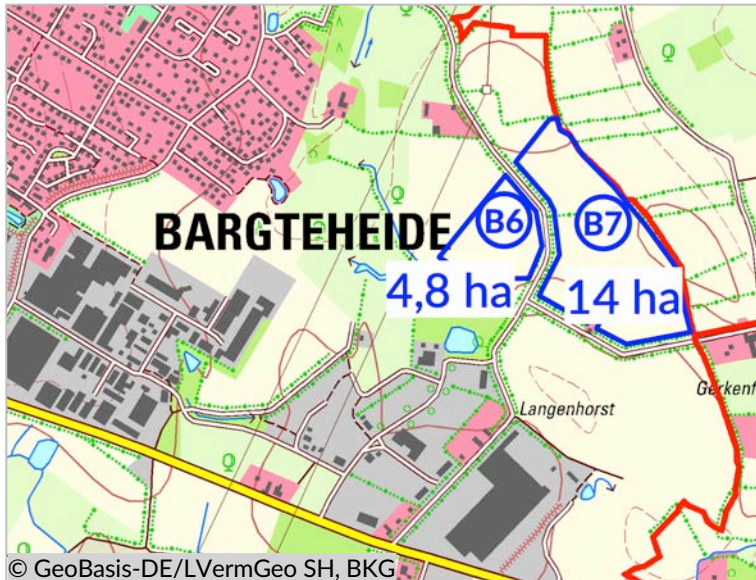 BARGTEHEIDE
B6
B7
4,8 ha
14 ha
Langenhorst
Gerkenf
© GeoBasis-DE/LVermGeo SH, BKG